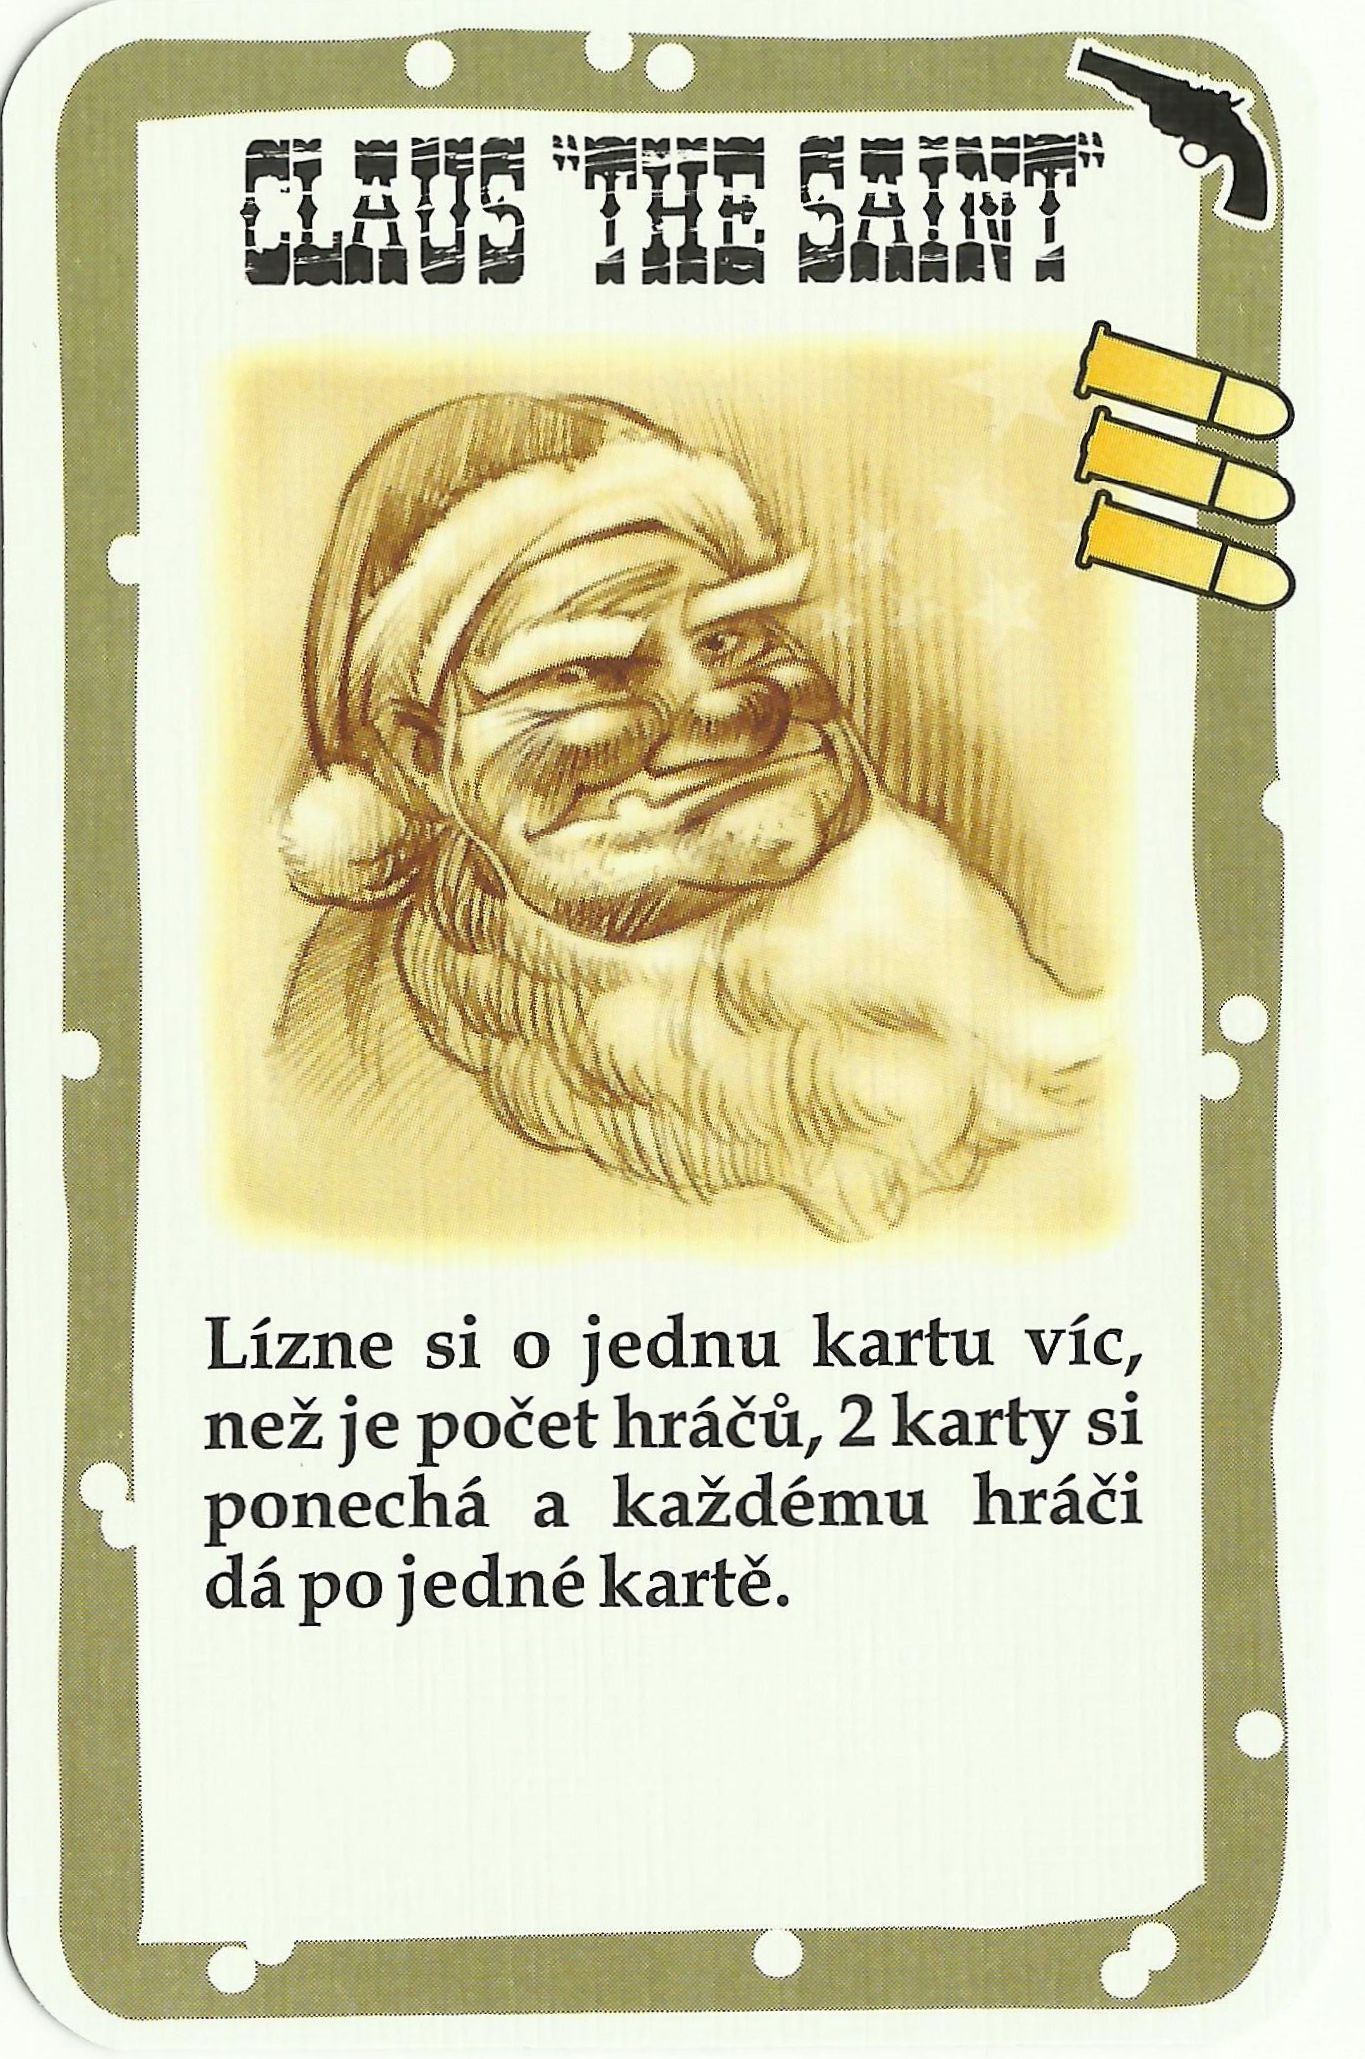 CLAUS "THE SAINT"
Lízne si o jednu kartu víc,
než je počet hráčů, 2 karty si
ponechá a každému hráči
dá po jedné kartě.